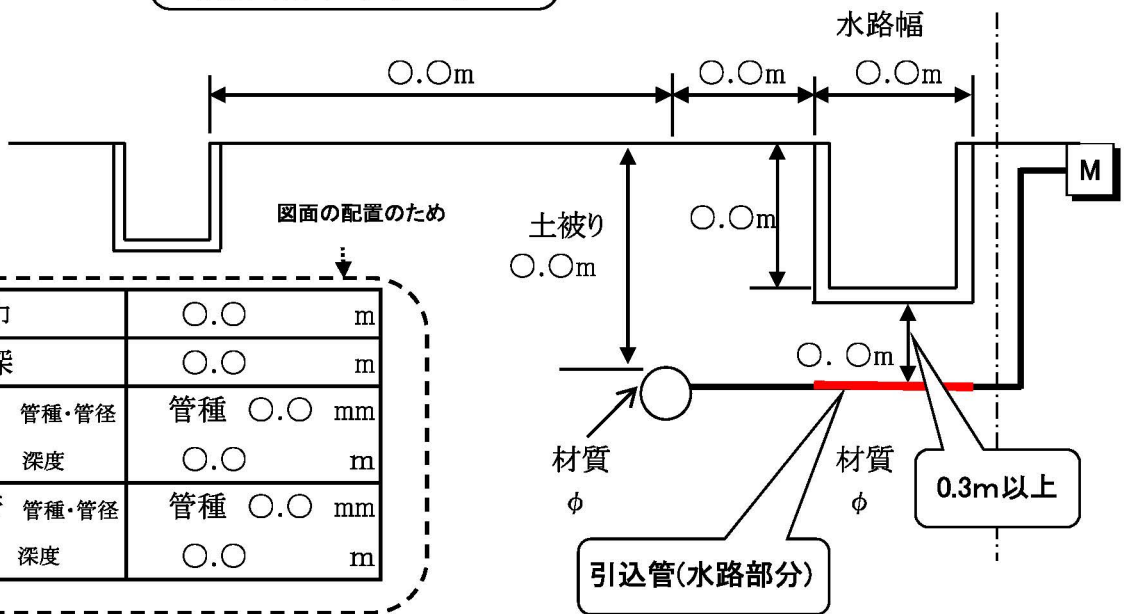 水路幅
○.○m ○.○m ○.○m
M
図面の配置のため
土被り
○.○m
○.○m
○.○ m
○.○ m
管種・管径 管種 ○.○ mm
深度 ○.○ m
管種・管径 管種 ○.○ mm
深度 ○.○ m
○. ○m
材質
φ
材質
φ
0.3m以上
引込管(水路部分)